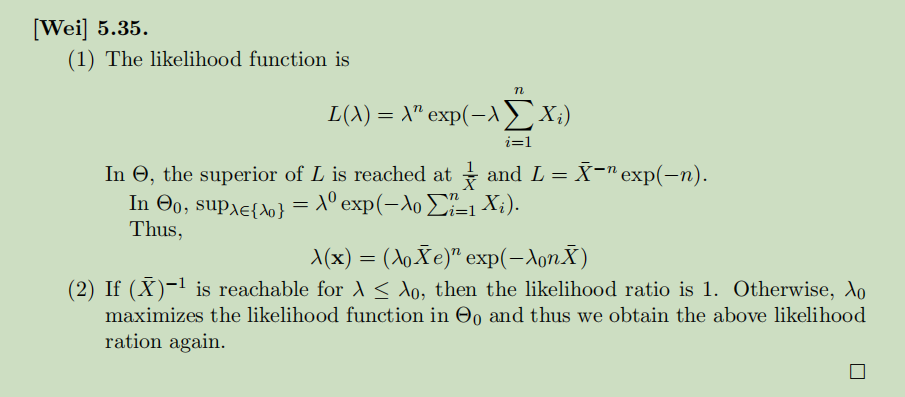 [Wei] 5.35.
(1) The likelihood function is
L(λ) = λ^n exp(−λ ∑_{i=1}^{n} X_i)
In Θ, the superior of L is reached at 1/X̄ and L = X̄^{−n} exp(−n).
In Θ_0, sup_{λ∈{λ_0}} = λ^0 exp(−λ_0 ∑_{i=1}^{n} X_i).
Thus,
λ(x) = (λ_0 X̄e)^n exp(−λ_0 nX̄)
(2) If (X̄)^{−1} is reachable for λ ≤ λ_0, then the likelihood ratio is 1. Otherwise, λ_0
maximizes the likelihood function in Θ_0 and thus we obtain the above likelihood
ration again.
□